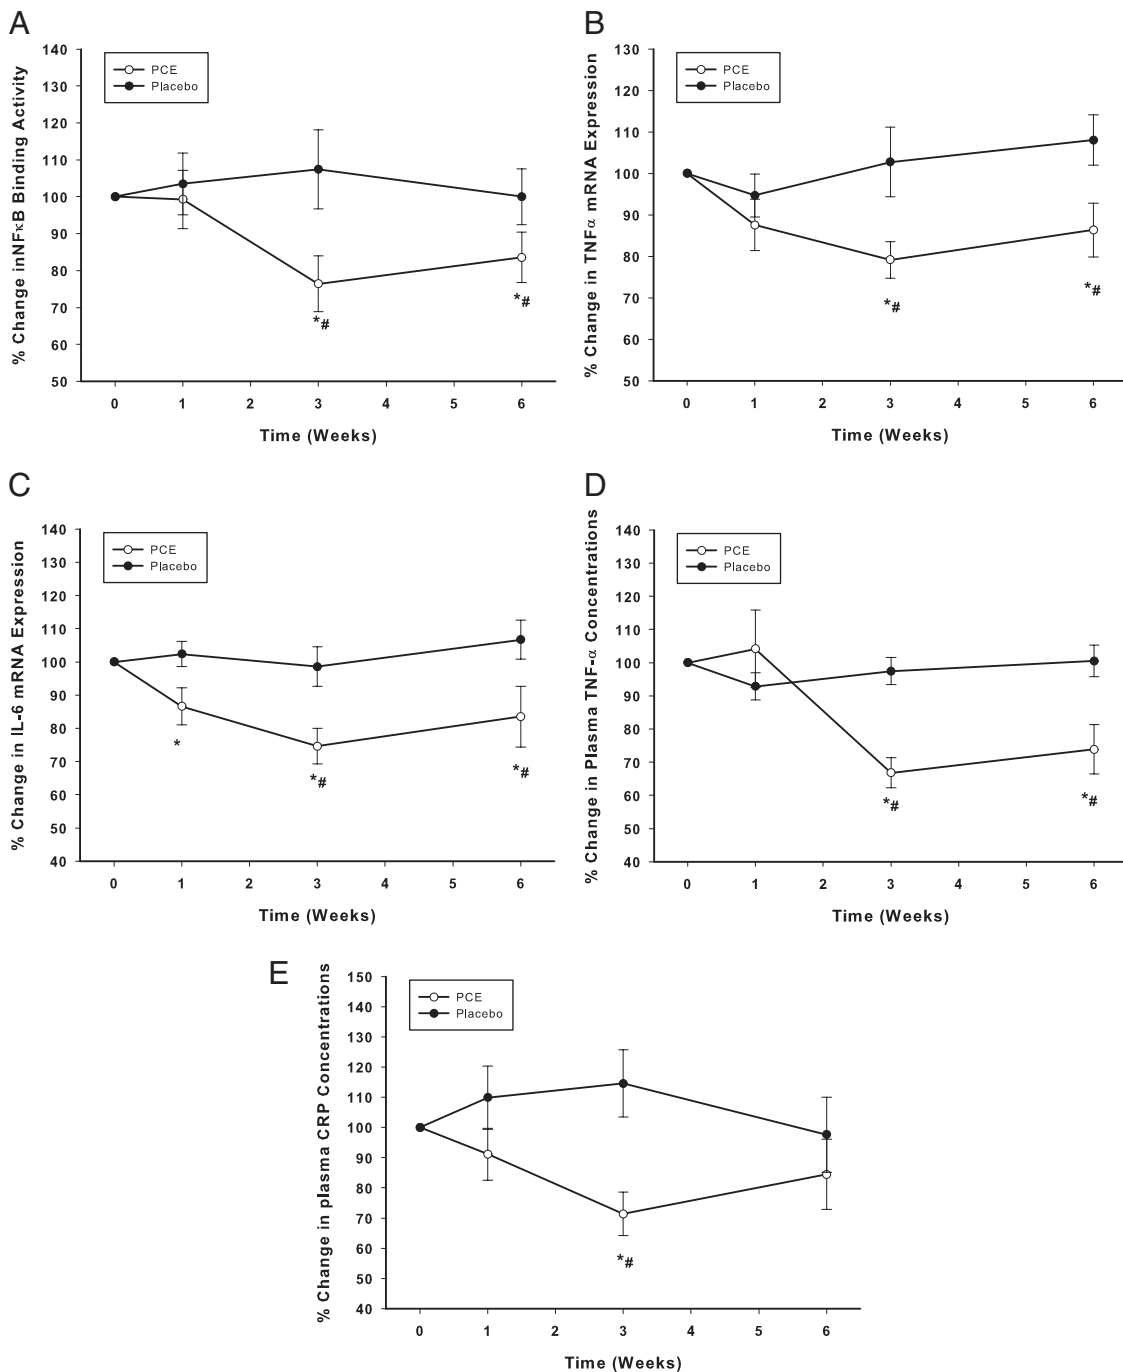 A
% Change inNFκB Binding Activity
140
130
120
110
100
90
80
70
60
50
PCE
Placebo
*#
*#
0 1 2 3 4 5 6
Time (Weeks)
B
% Change in TNFα mRNA Expression
130
120
110
100
90
80
70
60
50
PCE
Placebo
*#
*#
0 1 2 3 4 5 6
Time (Weeks)
C
% Change in IL-6 mRNA Expression
140
130
120
110
100
90
80
70
60
50
40
PCE
Placebo
*
*#
*#
0 1 2 3 4 5 6
Time (Weeks)
D
% Change in Plasma TNF-α Concentrations
140
130
120
110
100
90
80
70
60
50
40
PCE
Placebo
*#
*#
0 1 2 3 4 5 6
Time (Weeks)
E
% Change in plasma CRP Concentrations
150
140
130
120
110
100
90
80
70
60
50
40
PCE
Placebo
*#
0 1 2 3 4 5 6
Time (Weeks)